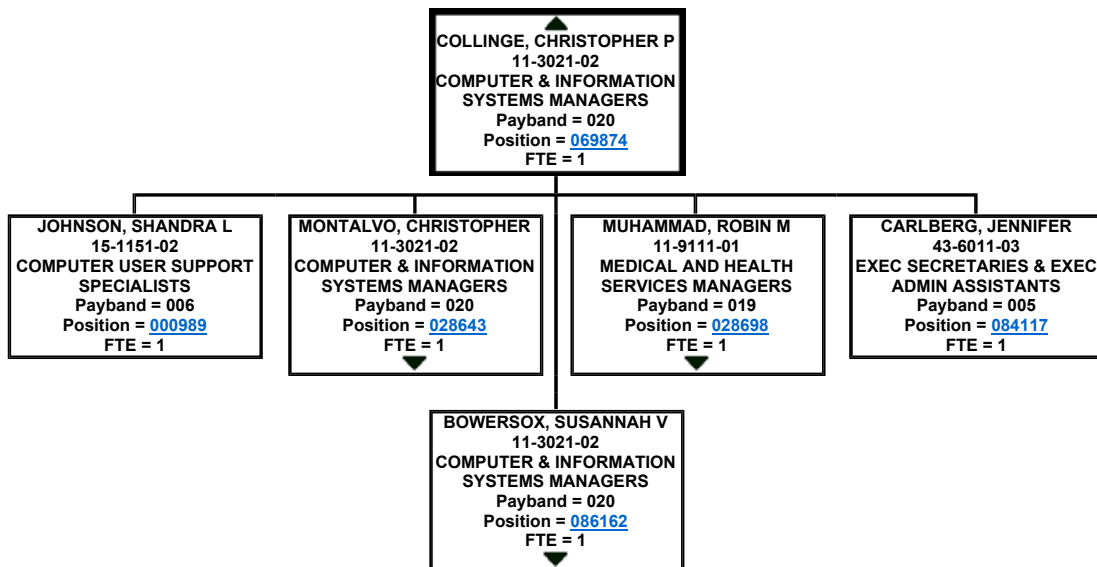 COLLINGE, CHRISTOPHER P
11-3021-02
COMPUTER & INFORMATION
SYSTEMS MANAGERS
Payband = 020
Position = 069874
FTE = 1
JOHNSON, SHANDRA L
15-1151-02
COMPUTER USER SUPPORT
SPECIALISTS
Payband = 006
Position = 000989
FTE = 1
MONTALVO, CHRISTOPHER
11-3021-02
COMPUTER & INFORMATION
SYSTEMS MANAGERS
Payband = 020
Position = 028643
FTE = 1
MUHAMMAD, ROBIN M
11-9111-01
MEDICAL AND HEALTH
SERVICES MANAGERS
Payband = 019
Position = 028698
FTE = 1
CARLBERG, JENNIFER
43-6011-03
EXEC SECRETARIES & EXEC
ADMIN ASSISTANTS
Payband = 005
Position = 084117
FTE = 1
BOWERSOX, SUSANNAH V
11-3021-02
COMPUTER & INFORMATION
SYSTEMS MANAGERS
Payband = 020
Position = 086162
FTE = 1